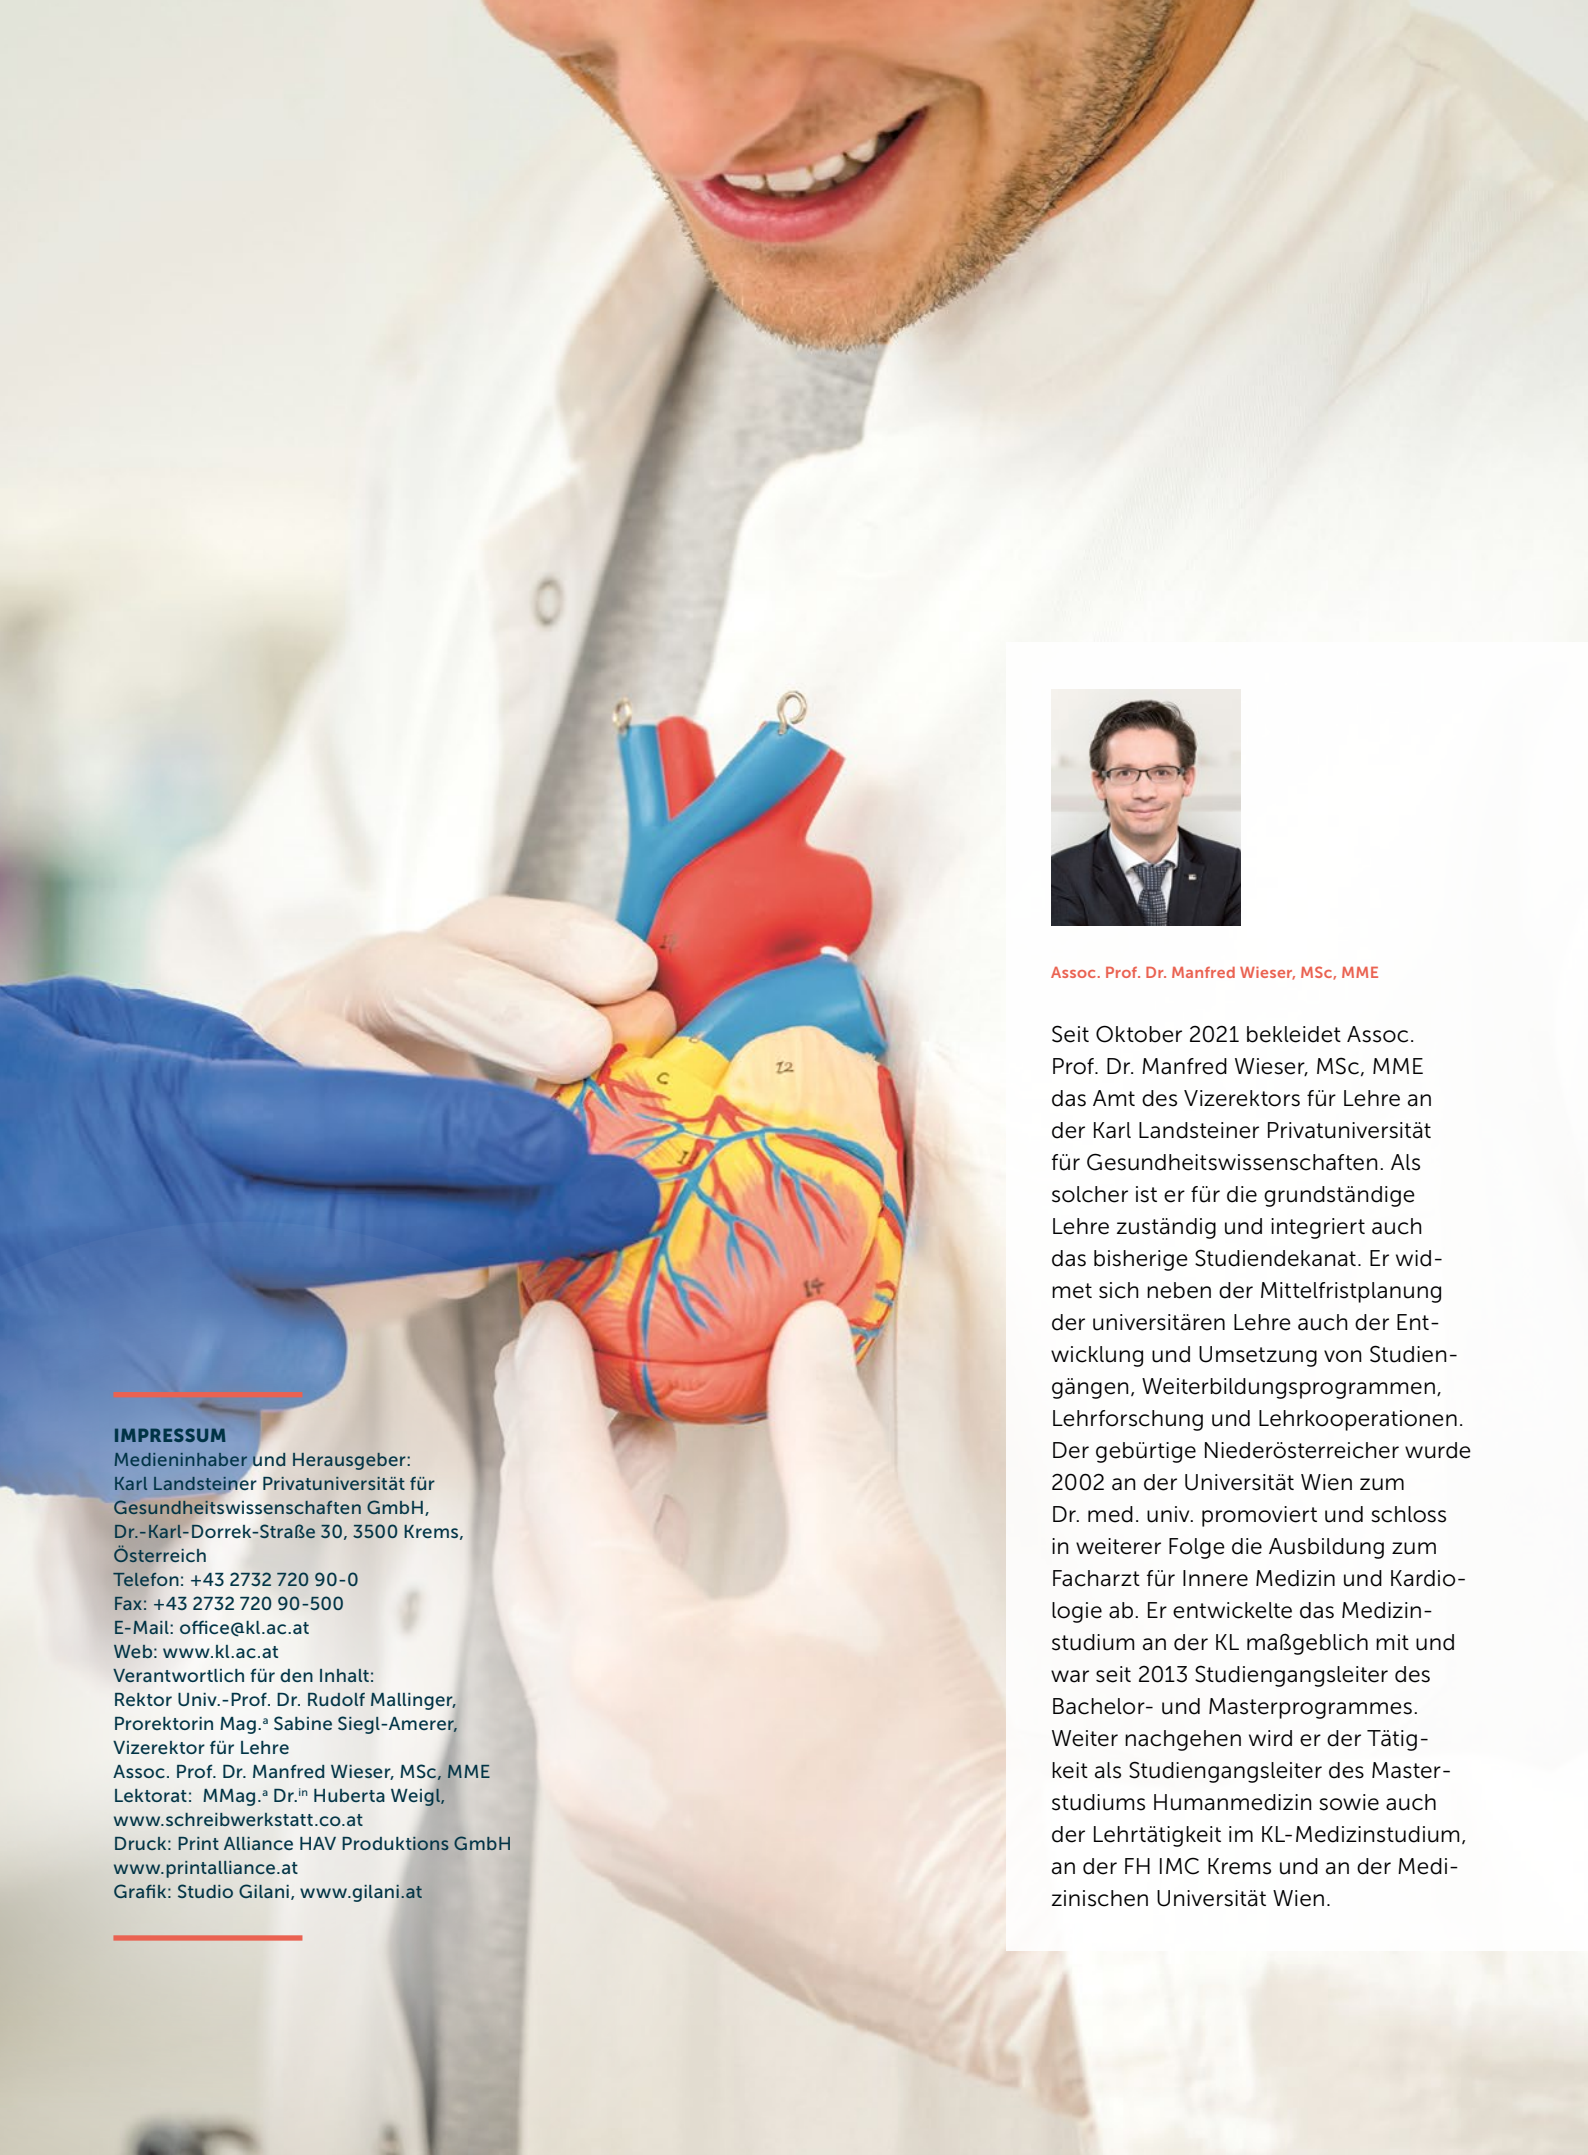 Assoc. Prof. Dr. Manfred Wieser, MSc, MME
Seit Oktober 2021 bekleidet Assoc.
Prof. Dr. Manfred Wieser, MSc, MME
das Amt des Vizerektors für Lehre an
der Karl Landsteiner Privatuniversität
für Gesundheitswissenschaften. Als
solcher ist er für die grundständige
Lehre zuständig und integriert auch
das bisherige Studiendekanat. Er wid-
met sich neben der Mittelfristplanung
der universitären Lehre auch der Ent-
wicklung und Umsetzung von Studien-
gängen, Weiterbildungsprogrammen,
Lehrforschung und Lehrkooperationen.
Der gebürtige Niederösterreicher wurde
2002 an der Universität Wien zum
Dr. med. univ. promoviert und schloss
in weiterer Folge die Ausbildung zum
Facharzt für Innere Medizin und Kardio-
logie ab. Er entwickelte das Medizin-
studium an der KL maßgeblich mit und
war seit 2013 Studiengangsleiter des
Bachelor- und Masterprogrammes.
Weiter nachgehen wird er der Tätig-
keit als Studiengangsleiter des Master-
studiums Humanmedizin sowie auch
der Lehrtätigkeit im KL-Medizinstudium,
an der FH IMC Krems und an der Medi-
zinischen Universität Wien.
IMPRESSUM
Medieninhaber und Herausgeber:
Karl Landsteiner Privatuniversität für
Gesundheitswissenschaften GmbH,
Dr.-Karl-Dorrek-Straße 30, 3500 Krems,
Österreich
Telefon: +43 2732 720 90-0
Fax: +43 2732 720 90-500
E-Mail: office@kl.ac.at
Web: www.kl.ac.at
Verantwortlich für den Inhalt:
Rektor Univ.-Prof. Dr. Rudolf Mallinger,
Prorektorin Mag.ª Sabine Siegl-Amerer,
Vizerektor für Lehre
Assoc. Prof. Dr. Manfred Wieser, MSc, MME
Lektorat: MMag.ª Dr.ⁱⁿ Huberta Weigl,
www.schreibwerkstatt.co.at
Druck: Print Alliance HAV Produktions GmbH
www.printalliance.at
Grafik: Studio Gilani, www.gilani.at
C
12
14